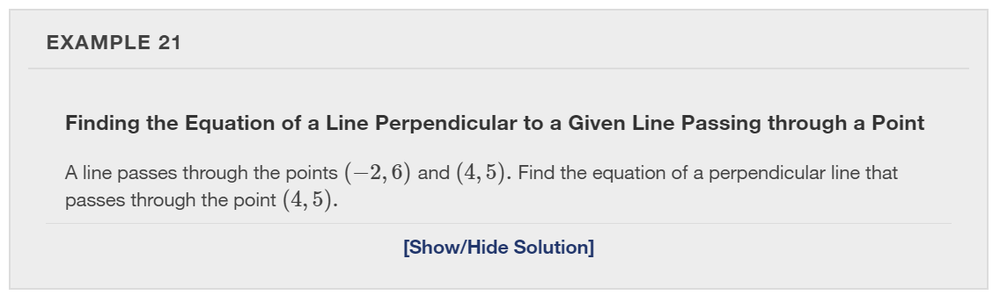 EXAMPLE 21
Finding the Equation of a Line Perpendicular to a Given Line Passing through a Point
A line passes through the points (−2, 6) and (4, 5). Find the equation of a perpendicular line that
passes through the point (4, 5).
[Show/Hide Solution]